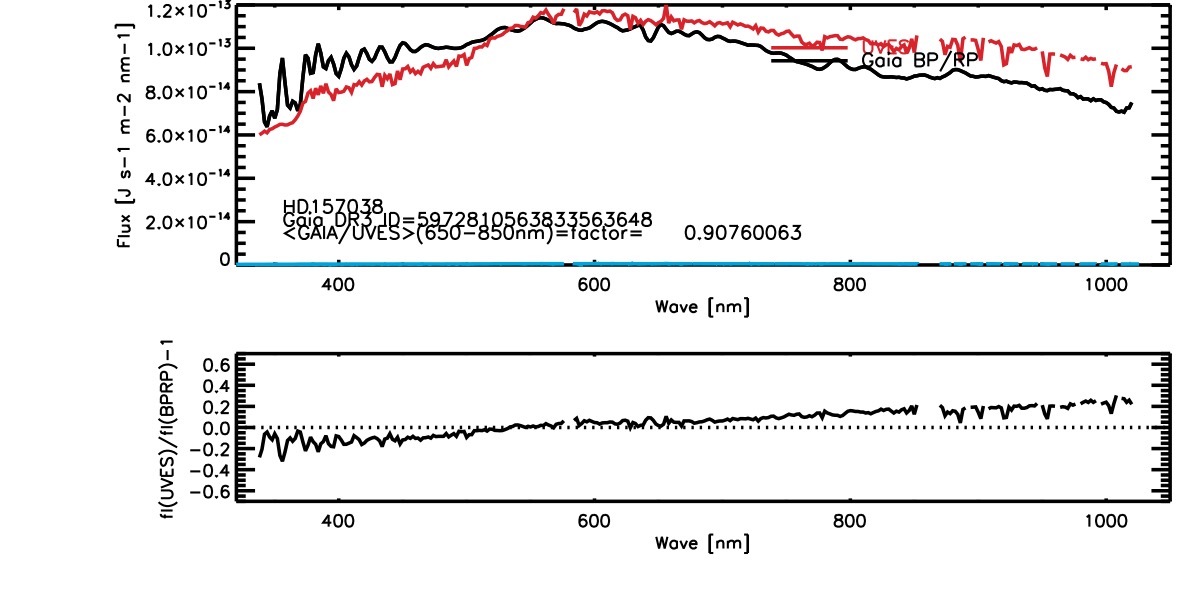 1.2×10−13
1.0×10−13
8.0×10−14
6.0×10−14
4.0×10−14
2.0×10−14
0
Flux [J s−1 m−2 nm−1]
UVES
Gaia BP/RP
HD157038
Gaia DR3 ID=5972810563833563648
<GAIA/UVES>(650−850nm)=factor= 0.90760063
400 600 800 1000
Wave [nm]
fl(UVES)/fl(BPRP)−1
0.6
0.4
0.2
0.0
−0.2
−0.4
−0.6
400 600 800 1000
Wave [nm]